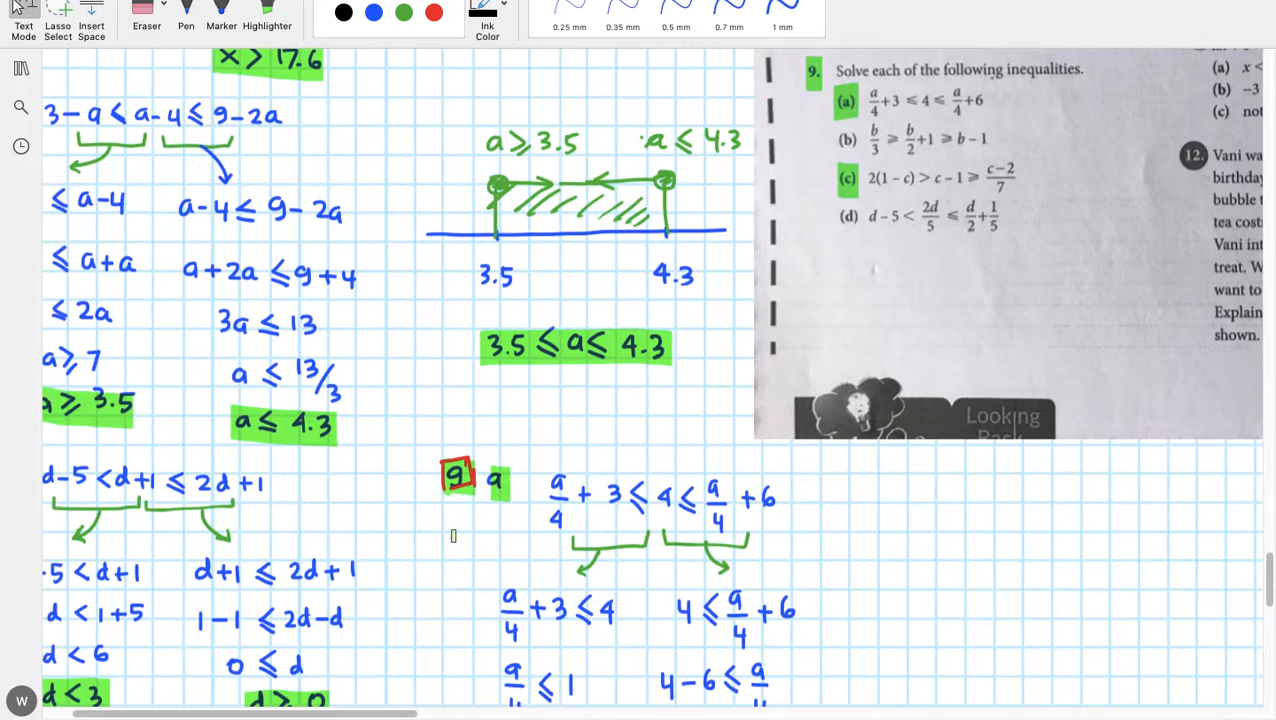 Text Mode
Lasso Select
Insert Space
Eraser
Pen
Marker
Highlighter
Ink Color
0.25 mm
0.35 mm
0.5 mm
0.7 mm
1 mm
x > 17.6
3 - a < a - 4 ⩽ 9 - 2a
⩽ a - 4
a - 4 ⩽ 9 - 2a
⩽ a + a
a + 2a ⩽ 9 + 4
⩽ 2a
3a ⩽ 13
a ⩾ 7
a ⩽ 13/3
a ⩾ 3.5
a ⩽ 4.3
a ⩾ 3.5
a ⩽ 4.3
3.5
4.3
3.5 ⩽ a ⩽ 4.3
d - 5 < d + 1 ⩽ 2d + 1
5 < d + 1
d + 1 ⩽ 2d + 1
d < 1 + 5
1 - 1 ⩽ 2d - d
d < 6
0 ⩽ d
d < 3
d ⩾ 0
9 a
a/4 + 3 ⩽ 4 ⩽ a/4 + 6
a/4 + 3 ⩽ 4
4 ⩽ a/4 + 6
a/4 ⩽ 1
4 - 6 ⩽ a/4
9. Solve each of the following inequalities.
(a) a/4 + 3 ⩽ 4 ⩽ a/4 + 6
(b) b/3 ⩾ b/2 + 1 ⩾ b - 1
(c) 2(1 - c) > c - 1 ⩾ c-2/7
(d) d - 5 < 2d/5 ⩽ d/2 + 1/5
(a) x <
(b) -3
(c) not
12. Vani wa
birthday
bubble t
tea cost
Vani int
treat. W
want to
Explain
shown.
Looking
Back
W